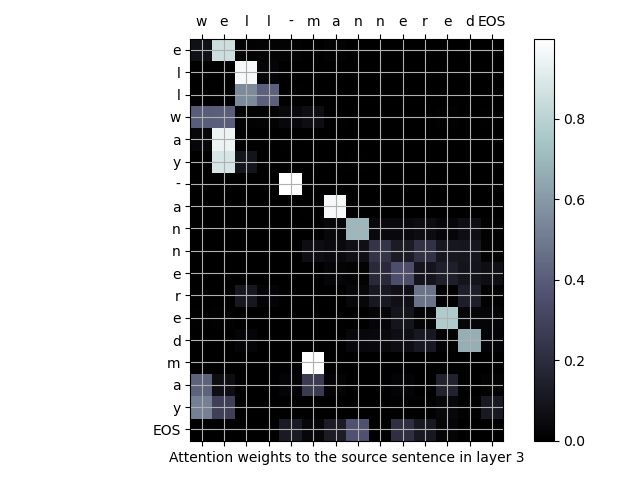 w e l l - m a n n e r e d EOS
e
l
l
w
a
y
-
a
n
n
e
r
e
d
m
a
y
EOS
0.8
0.6
0.4
0.2
0.0
Attention weights to the source sentence in layer 3